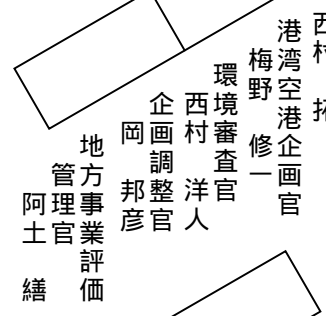 西村 拓
港湾空港企画官
梅野 修一
環境審査官
西村 洋人
企画調整官
岡 邦彦
地方事業評価
管理官
阿土 繕